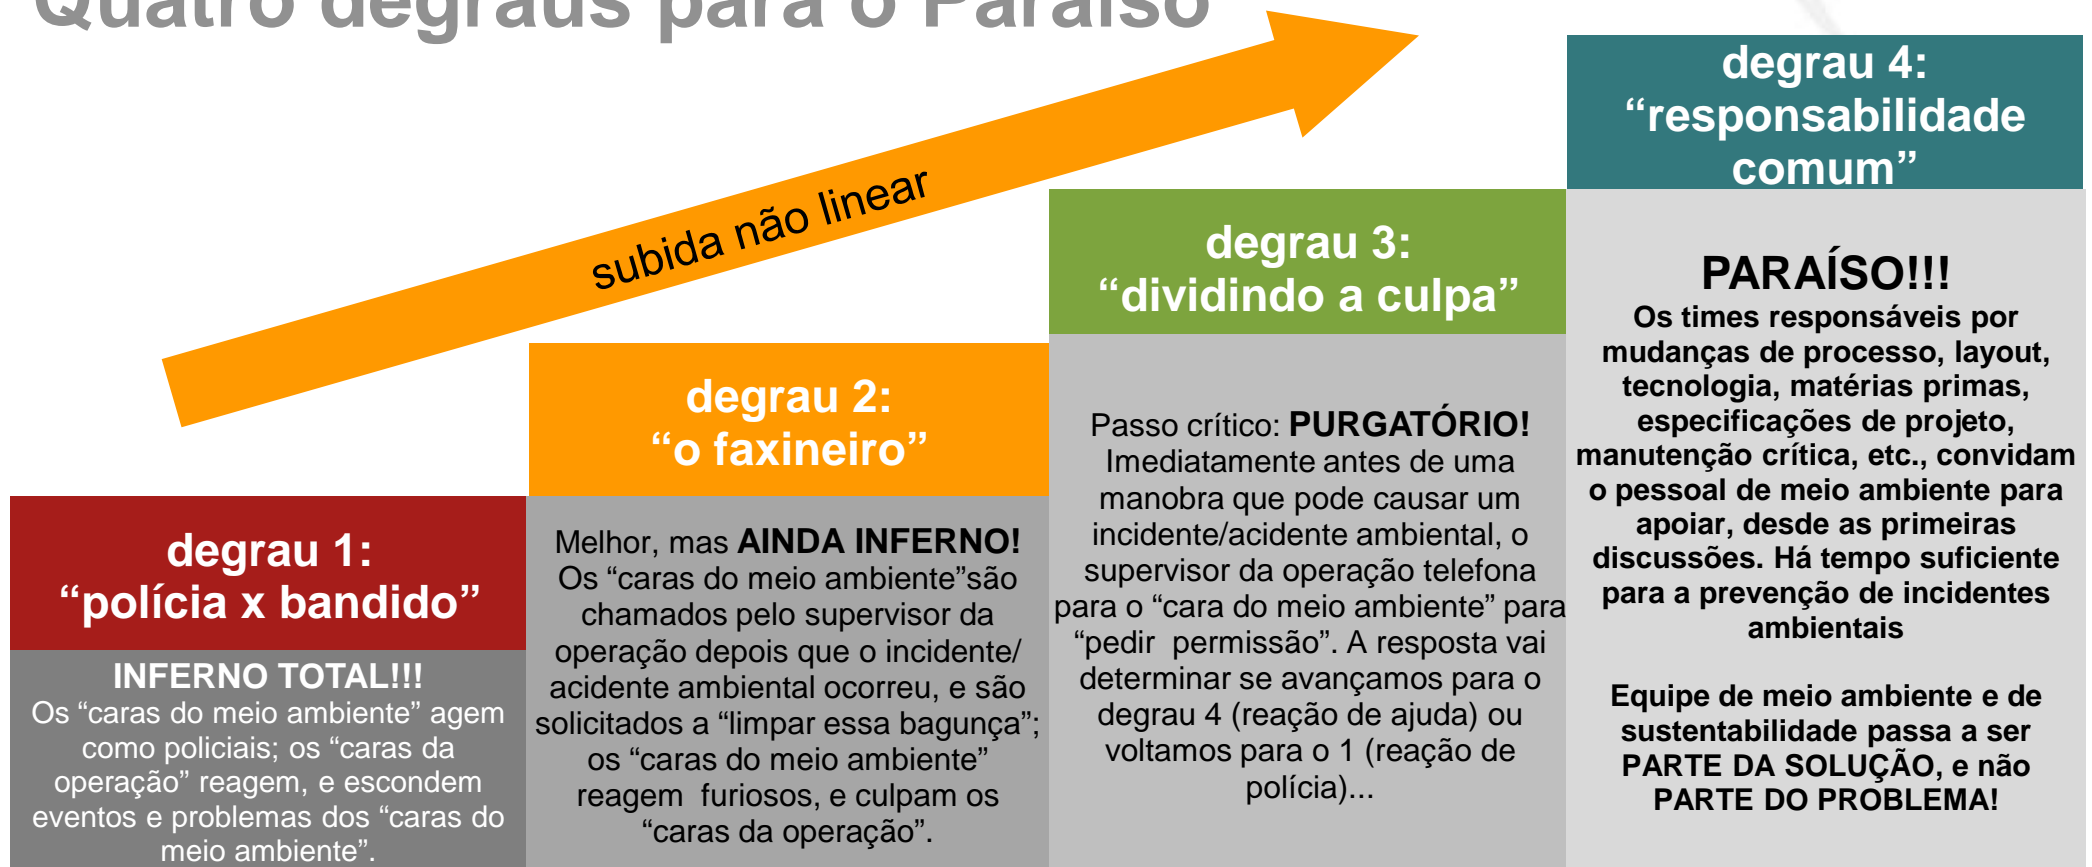 Quatro degraus para o Paraíso
subida não linear
degrau 1:
“polícia x bandido”
INFERNO TOTAL!!!
Os “caras do meio ambiente” agem
como policiais; os “caras da
operação” reagem, e escondem
eventos e problemas dos “caras do
meio ambiente”.
degrau 2:
“o faxineiro”
Melhor, mas AINDA INFERNO!
Os “caras do meio ambiente”são
chamados pelo supervisor da
operação depois que o incidente/
acidente ambiental ocorreu, e são
solicitados a “limpar essa bagunça”;
os “caras do meio ambiente”
reagem furiosos, e culpam os
“caras da operação”.
degrau 3:
“dividindo a culpa”
Passo crítico: PURGATÓRIO!
Imediatamente antes de uma
manobra que pode causar um
incidente/acidente ambiental, o
supervisor da operação telefona
para o “cara do meio ambiente” para
“pedir permissão”. A resposta vai
determinar se avançamos para o
degrau 4 (reação de ajuda) ou
voltamos para o 1 (reação de
polícia)...
degrau 4:
“responsabilidade
comum”
PARAÍSO!!!
Os times responsáveis por
mudanças de processo, layout,
tecnologia, matérias primas,
especificações de projeto,
manutenção crítica, etc., convidam
o pessoal de meio ambiente para
apoiar, desde as primeiras
discussões. Há tempo suficiente
para a prevenção de incidentes
ambientais
Equipe de meio ambiente e de
sustentabilidade passa a ser
PARTE DA SOLUÇÃO, e não
PARTE DO PROBLEMA!